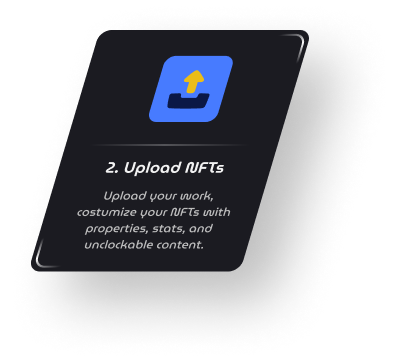 2. Upload NFTs
Upload your work,
costumize your NFTs with
properties, stats, and
unclockable content.